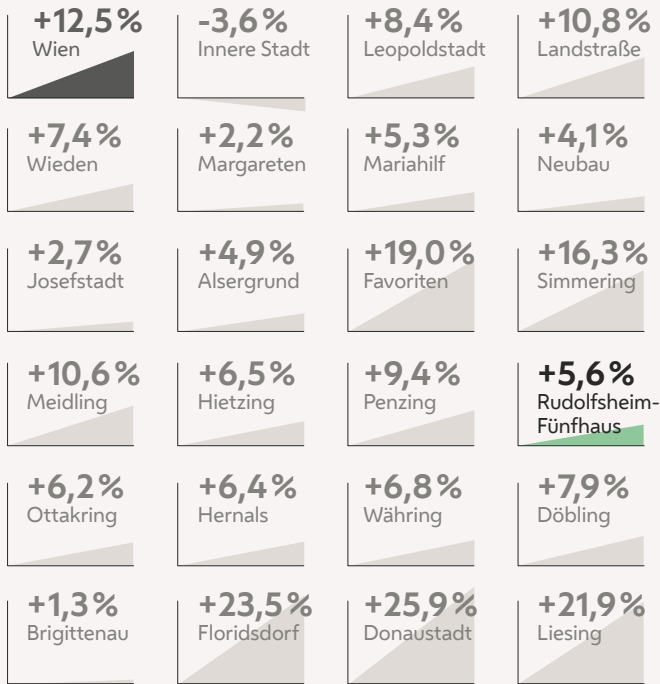 +12,5 %
Wien
-3,6 %
Innere Stadt
+8,4 %
Leopoldstadt
+10,8 %
Landstraße
+7,4 %
Wieden
+2,2 %
Margareten
+5,3 %
Mariahilf
+4,1 %
Neubau
+2,7 %
Josefstadt
+4,9 %
Alsergrund
+19,0 %
Favoriten
+16,3 %
Simmering
+10,6 %
Meidling
+6,5 %
Hietzing
+9,4 %
Penzing
+5,6 %
Rudolfsheim-
Fünfhaus
+6,2 %
Ottakring
+6,4 %
Hernals
+6,8 %
Währing
+7,9 %
Döbling
+1,3 %
Brigittenau
+23,5 %
Floridsdorf
+25,9 %
Donaustadt
+21,9 %
Liesing